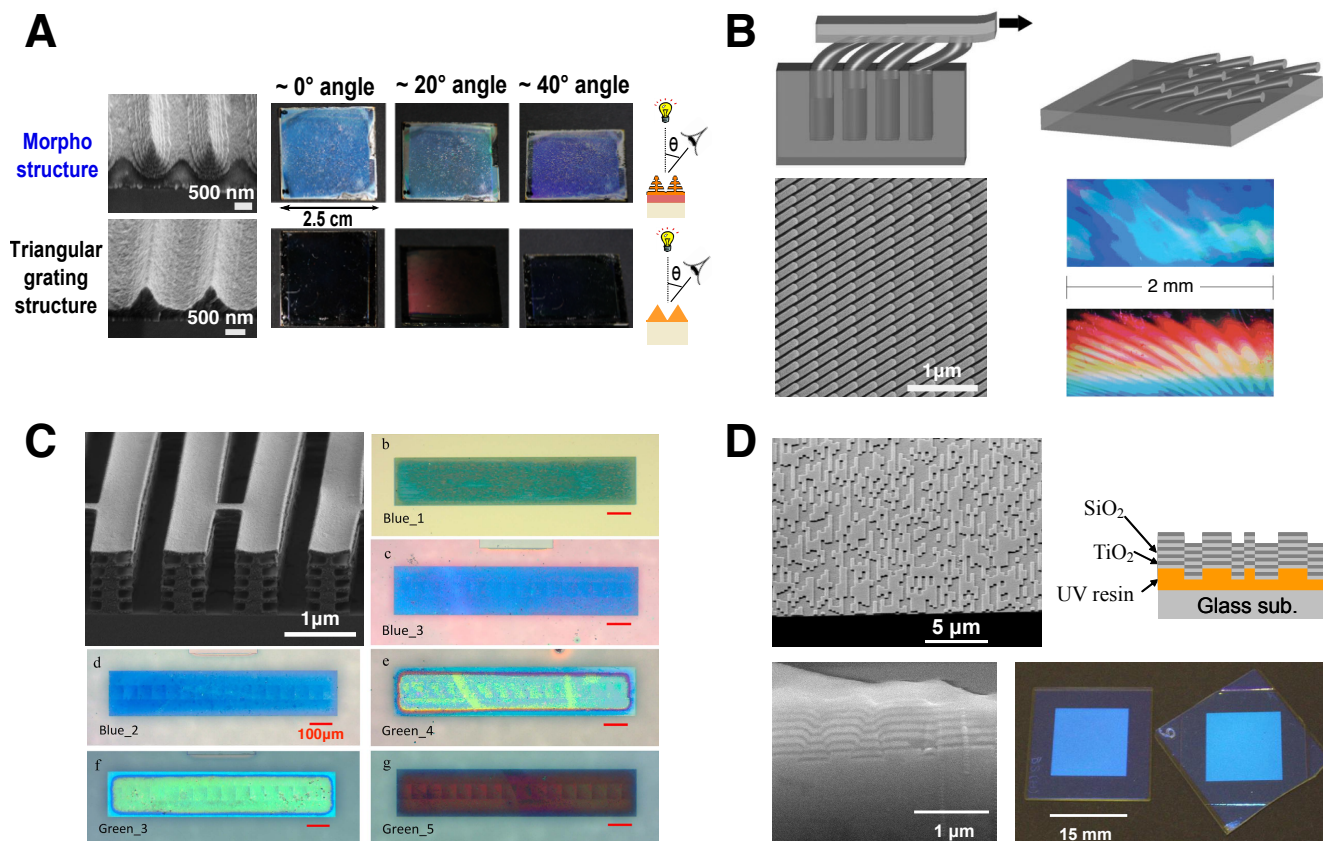 A
~ 0° angle
~ 20° angle
~ 40° angle
Morpho
structure
500 nm
θ
2.5 cm
Triangular
grating
structure
500 nm
θ
B
1µm
2 mm
C
1µm
b
Blue_1
c
Blue_3
d
Blue_2
100µm
e
Green_4
f
Green_3
g
Green_5
D
5 µm
SiO₂
TiO₂
UV resin
Glass sub.
1 µm
15 mm